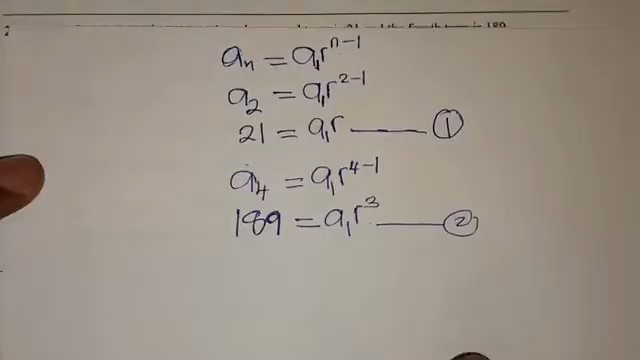 aₙ = a₁rⁿ⁻¹
a₂ = a₁r²⁻¹
21 = a₁r —— ①
a₄ = a₁r⁴⁻¹
189 = a₁r³ —— ②